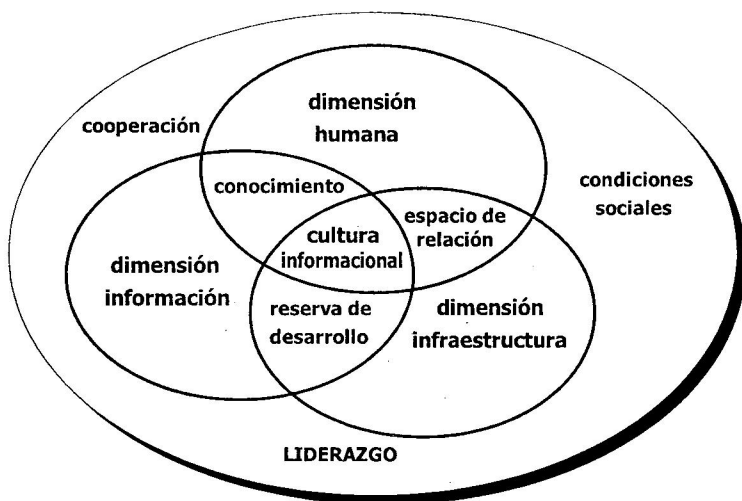 dimensión
humana
cooperación
conocimiento
condiciones
sociales
espacio de
relación
cultura
informacional
dimensión
información
reserva de
desarrollo
dimensión
infraestructura
LIDERAZGO